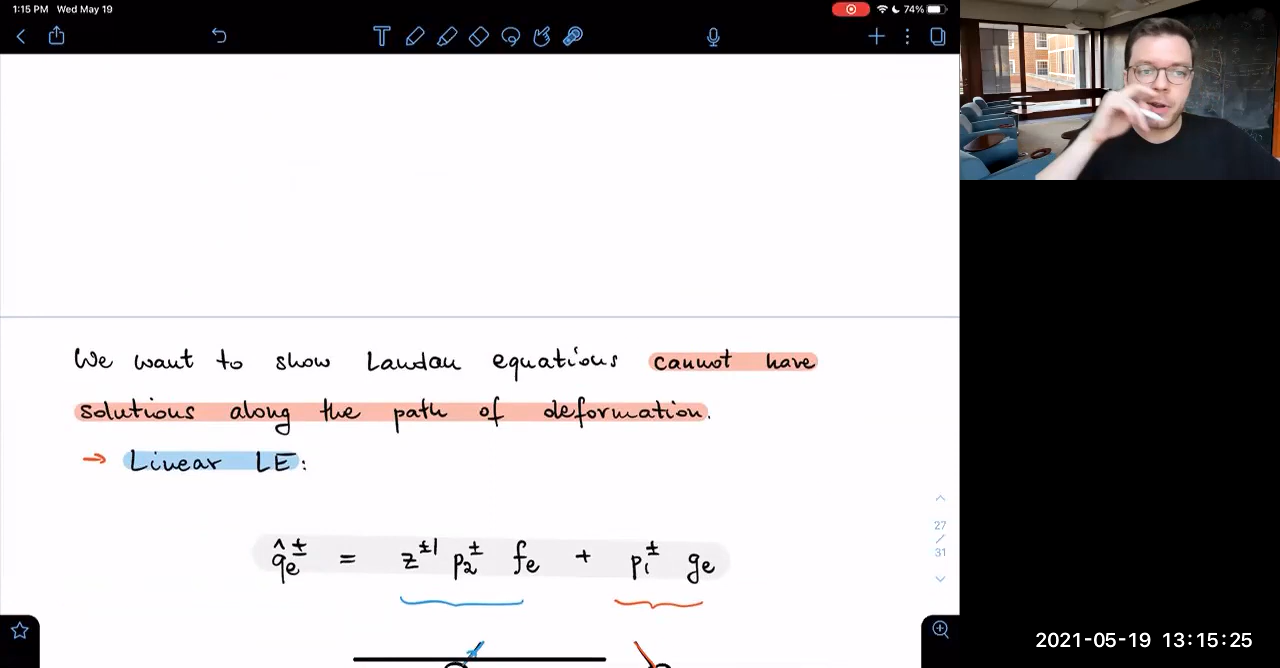 1:15 PM Wed May 19
74%
We want to show Landau equations cannot have
solutions along the path of deformation.
→ Linear LE:
27
/
31
q̂ₑ^± = z^{±1} p₂^± fₑ + p₁^± gₑ
2021-05-19 13:15:25